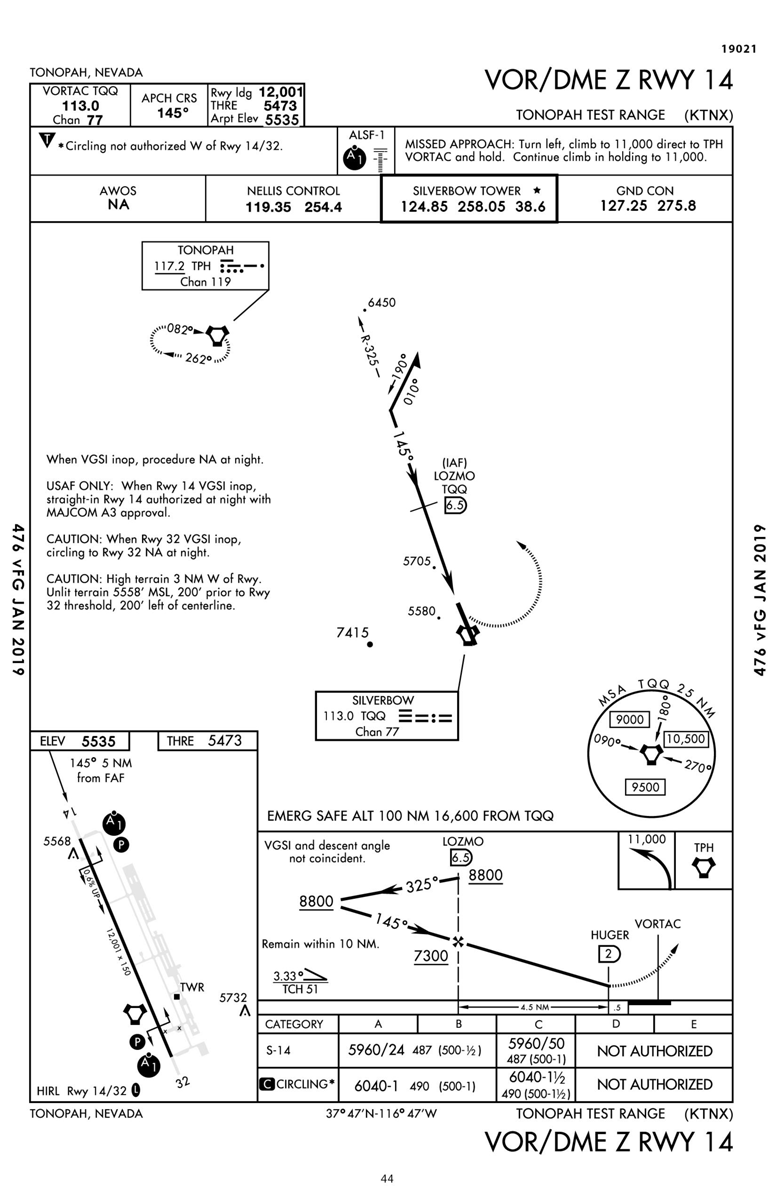 19021
TONOPAH, NEVADA
VOR/DME Z RWY 14
TONOPAH TEST RANGE (KTNX)
VORTAC TQQ
113.0
Chan 77
APCH CRS
145°
Rwy ldg 12,001
THRE 5473
Arpt Elev 5535
T
*Circling not authorized W of Rwy 14/32.
ALSF-1
A1
MISSED APPROACH: Turn left, climb to 11,000 direct to TPH
VORTAC and hold. Continue climb in holding to 11,000.
AWOS
NA
NELLIS CONTROL
119.35 254.4
SILVERBOW TOWER ★
124.85 258.05 38.6
GND CON
127.25 275.8
TONOPAH
117.2 TPH
Chan 119
082°
262°
6450
R-325
190°
010°
145°
(IAF)
LOZMO
TQQ
6.5
When VGSI inop, procedure NA at night.
USAF ONLY: When Rwy 14 VGSI inop,
straight-in Rwy 14 authorized at night with
MAJCOM A3 approval.
CAUTION: When Rwy 32 VGSI inop,
circling to Rwy 32 NA at night.
CAUTION: High terrain 3 NM W of Rwy.
Unlit terrain 5558' MSL, 200' prior to Rwy
32 threshold, 200' left of centerline.
476 vFG JAN 2019
476 vFG JAN 2019
5705
5580
7415
SILVERBOW
113.0 TQQ
Chan 77
MSA TQQ 25 NM
180°
9000
090°
10,500
270°
9500
EMERG SAFE ALT 100 NM 16,600 FROM TQQ
ELEV 5535
THRE 5473
145° 5 NM
from FAF
A1
P
5568
0.6% UP
12,001 x 150
TWR
5732
P
A1
32
HIRL Rwy 14/32 L
VGSI and descent angle
not coincident.
LOZMO
6.5
11,000
TPH
8800
325°
8800
145°
7300
Remain within 10 NM.
3.33°
TCH 51
HUGER
2
VORTAC
4.5 NM
.5
CATEGORY A B C D E
S-14 5960/24 487 (500-½) 5960/50 487 (500-1) NOT AUTHORIZED
C CIRCLING* 6040-1 490 (500-1) 6040-1½ 490 (500-1½) NOT AUTHORIZED
TONOPAH, NEVADA
37°47'N-116°47'W
TONOPAH TEST RANGE (KTNX)
VOR/DME Z RWY 14
44